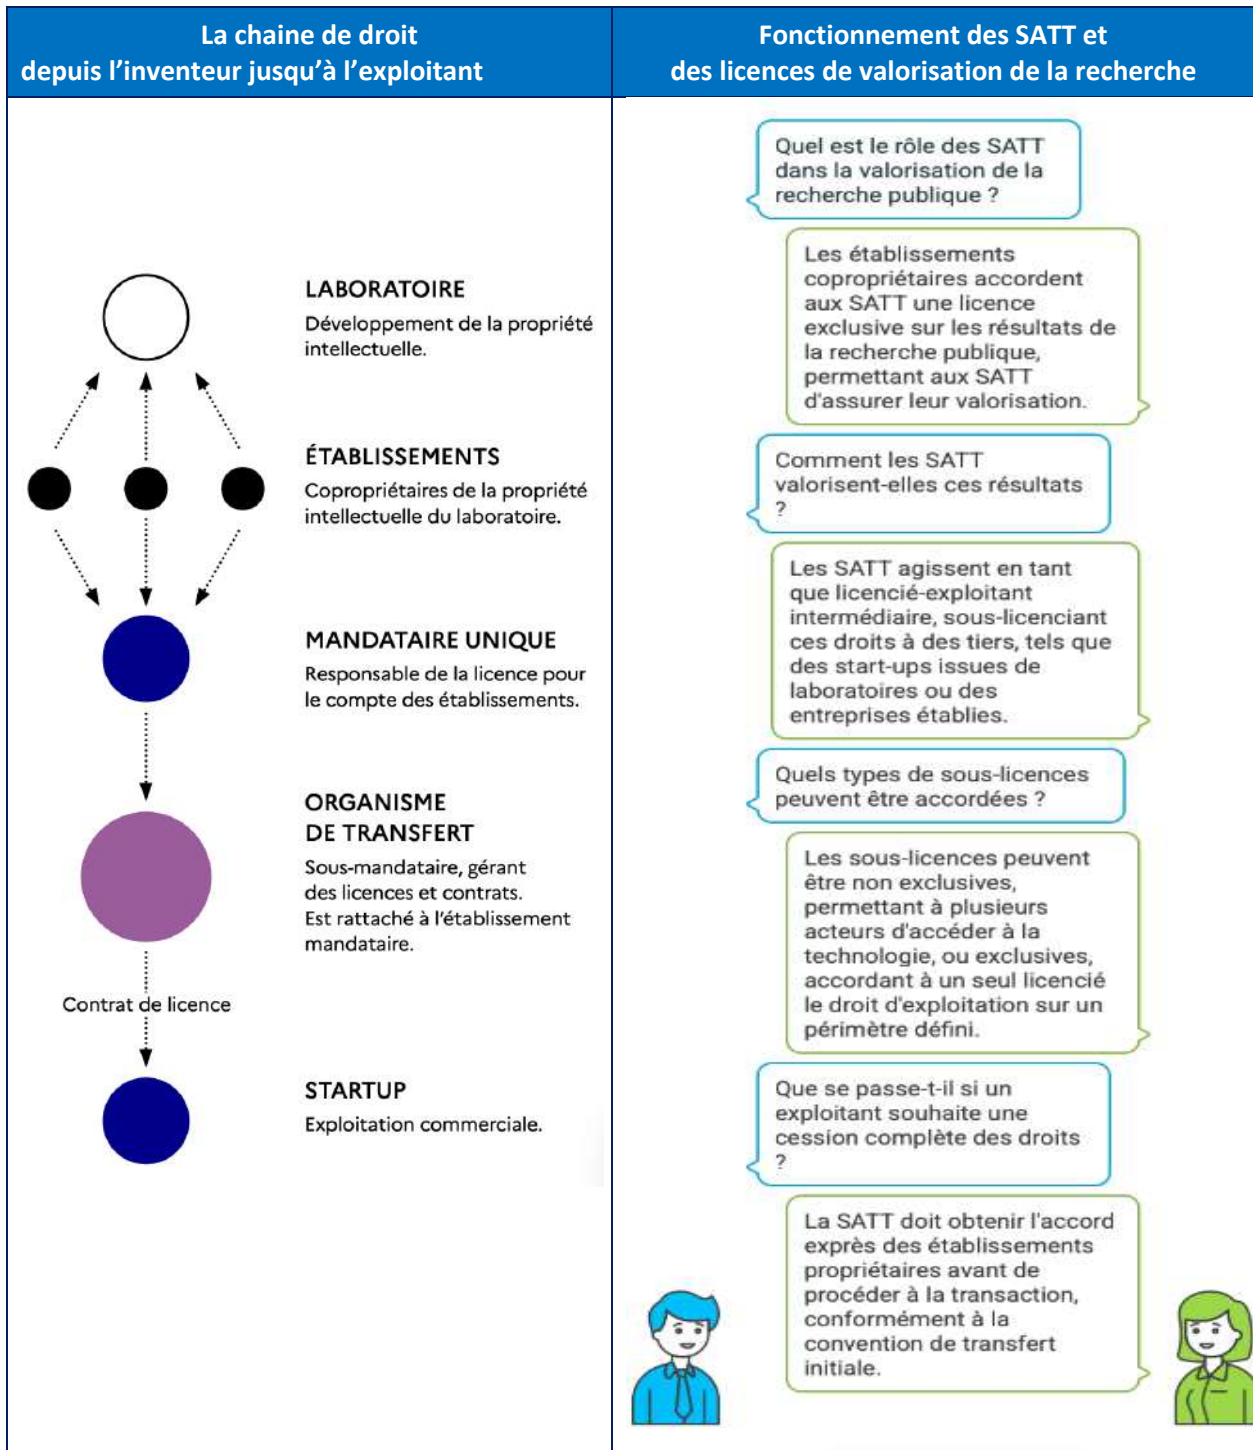 La chaine de droit
depuis l’inventeur jusqu’à l’exploitant
Fonctionnement des SATT et
des licences de valorisation de la recherche
LABORATOIRE
Développement de la propriété
intellectuelle.
ÉTABLISSEMENTS
Copropriétaires de la propriété
intellectuelle du laboratoire.
MANDATAIRE UNIQUE
Responsable de la licence pour
le compte des établissements.
ORGANISME
DE TRANSFERT
Sous-mandataire, gérant
des licences et contrats.
Est rattaché à l’établissement
mandataire.
Contrat de licence
STARTUP
Exploitation commerciale.
Quel est le rôle des SATT
dans la valorisation de la
recherche publique ?
Les établissements
copropriétaires accordent
aux SATT une licence
exclusive sur les résultats de
la recherche publique,
permettant aux SATT
d'assurer leur valorisation.
Comment les SATT
valorisent-elles ces résultats
?
Les SATT agissent en tant
que licencié-exploitant
intermédiaire, sous-licenciant
ces droits à des tiers, tels que
des start-ups issues de
laboratoires ou des
entreprises établies.
Quels types de sous-licences
peuvent être accordées ?
Les sous-licences peuvent
être non exclusives,
permettant à plusieurs
acteurs d'accéder à la
technologie, ou exclusives,
accordant à un seul licencié
le droit d'exploitation sur un
périmètre défini.
Que se passe-t-il si un
exploitant souhaite une
cession complète des droits
?
La SATT doit obtenir l'accord
exprès des établissements
propriétaires avant de
procéder à la transaction,
conformément à la
convention de transfert
initiale.